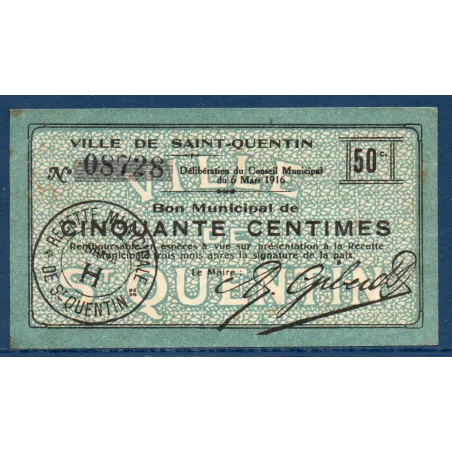 VILLE DE SAINT-QUENTIN
50 c.
N° 08728
Délibération du Conseil Municipal
du 6 Mars 1916
Bon Municipal de
CINQUANTE CENTIMES
Remboursable en espèces à vue sur présentation à la Recette
Municipale trois mois après la signature de la paix.
Le Maire :
RECETTE MUNICIPALE
H
DE St QUENTIN
VILLE
DE
St QUENTIN